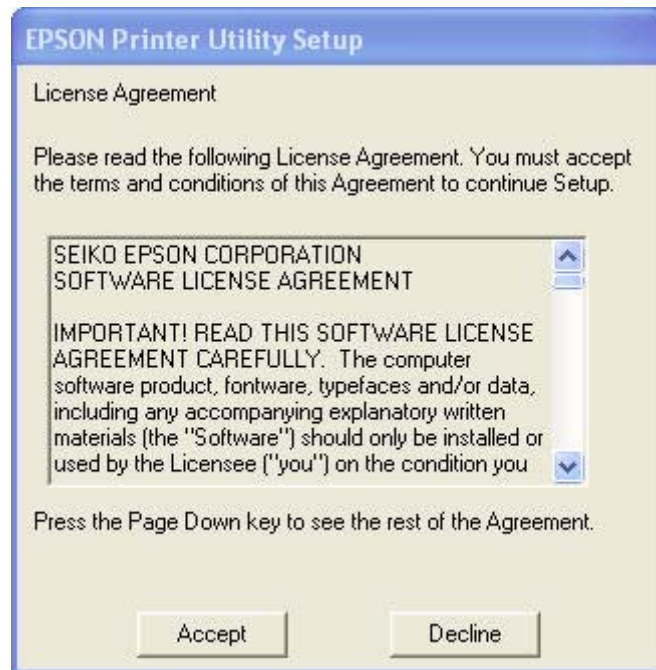 EPSON Printer Utility Setup
License Agreement
Please read the following License Agreement. You must accept
the terms and conditions of this Agreement to continue Setup.
SEIKO EPSON CORPORATION
SOFTWARE LICENSE AGREEMENT
IMPORTANT! READ THIS SOFTWARE LICENSE
AGREEMENT CAREFULLY. The computer
software product, fontware, typefaces and/or data,
including any accompanying explanatory written
materials (the "Software") should only be installed or
used by the Licensee ("you") on the condition you
Press the Page Down key to see the rest of the Agreement.
Accept
Decline